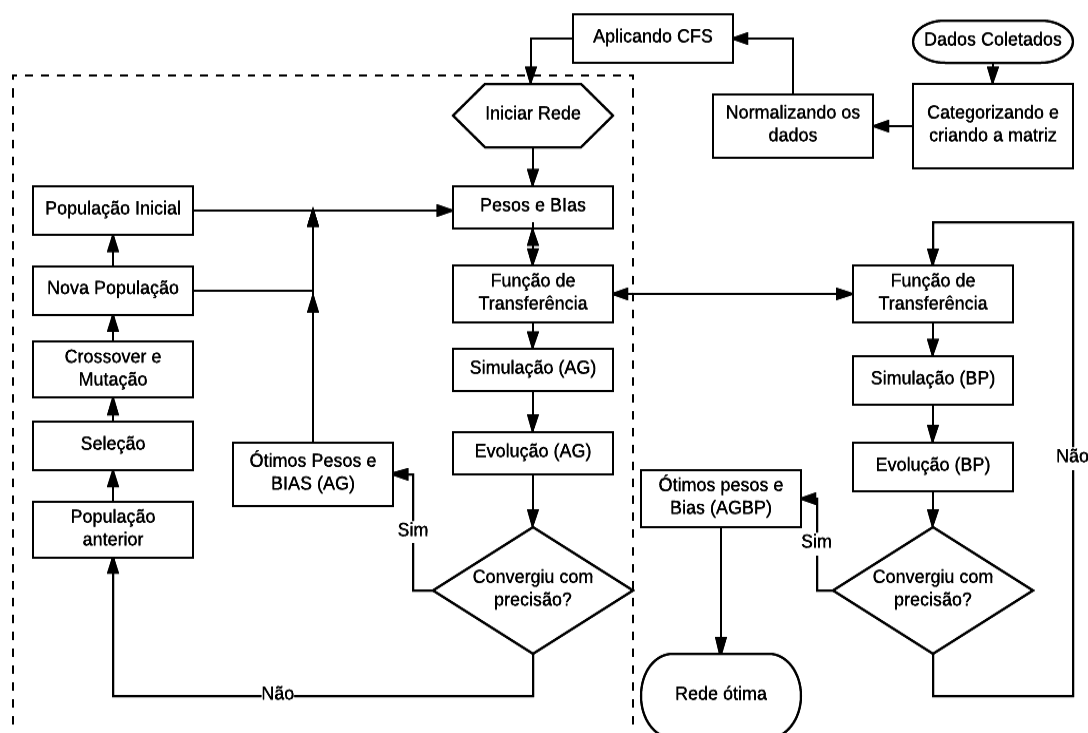 Aplicando CFS
Dados Coletados
Iniciar Rede
Normalizando os
dados
Categorizando e
criando a matriz
População Inicial
Pesos e BIas
Nova População
Função de
Transferência
Função de
Transferência
Crossover e
Mutação
Simulação (AG)
Simulação (BP)
Seleção
Ótimos Pesos e
BIAS (AG)
Evolução (AG)
Evolução (BP)
Não
Ótimos pesos e
Bias (AGBP)
População
anterior
Sim
Sim
Convergiu com
precisão?
Convergiu com
precisão?
Não
Rede ótima